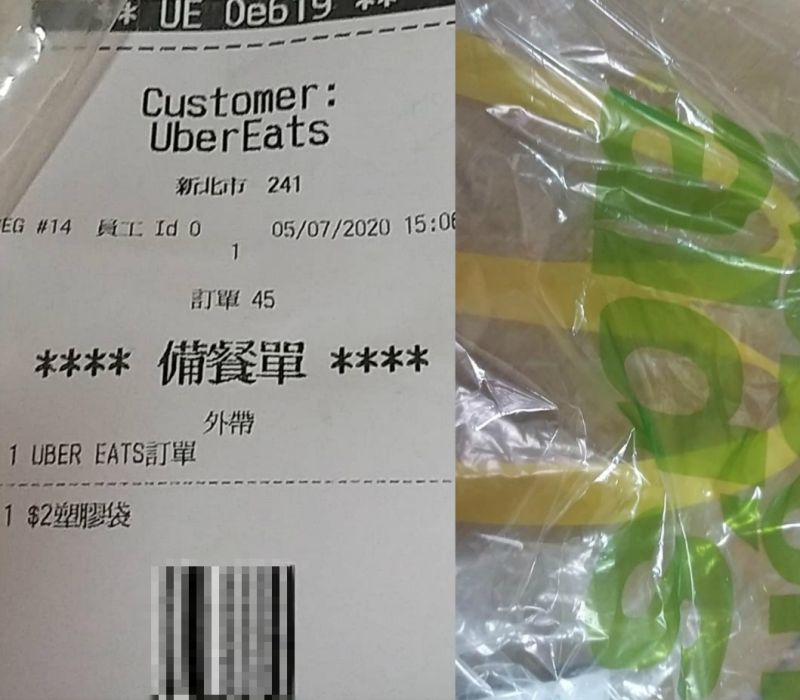 * UE 0e619 **
Customer:
UberEats
新北市 241
EG #14 員工 Id 0 05/07/2020 15:06
1
訂單 45
**** 備餐單 ****
外帶
1 UBER EATS訂單
1 $2塑膠袋